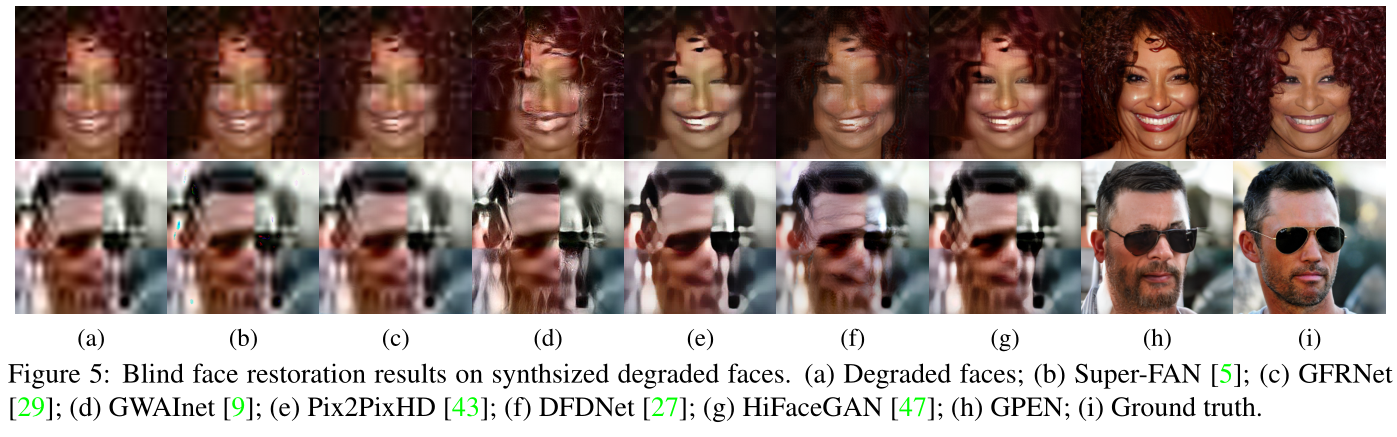 (a) (b) (c) (d) (e) (f) (g) (h) (i)
Figure 5: Blind face restoration results on synthsized degraded faces. (a) Degraded faces; (b) Super-FAN [5]; (c) GFRNet
[29]; (d) GWAInet [9]; (e) Pix2PixHD [43]; (f) DFDNet [27]; (g) HiFaceGAN [47]; (h) GPEN; (i) Ground truth.